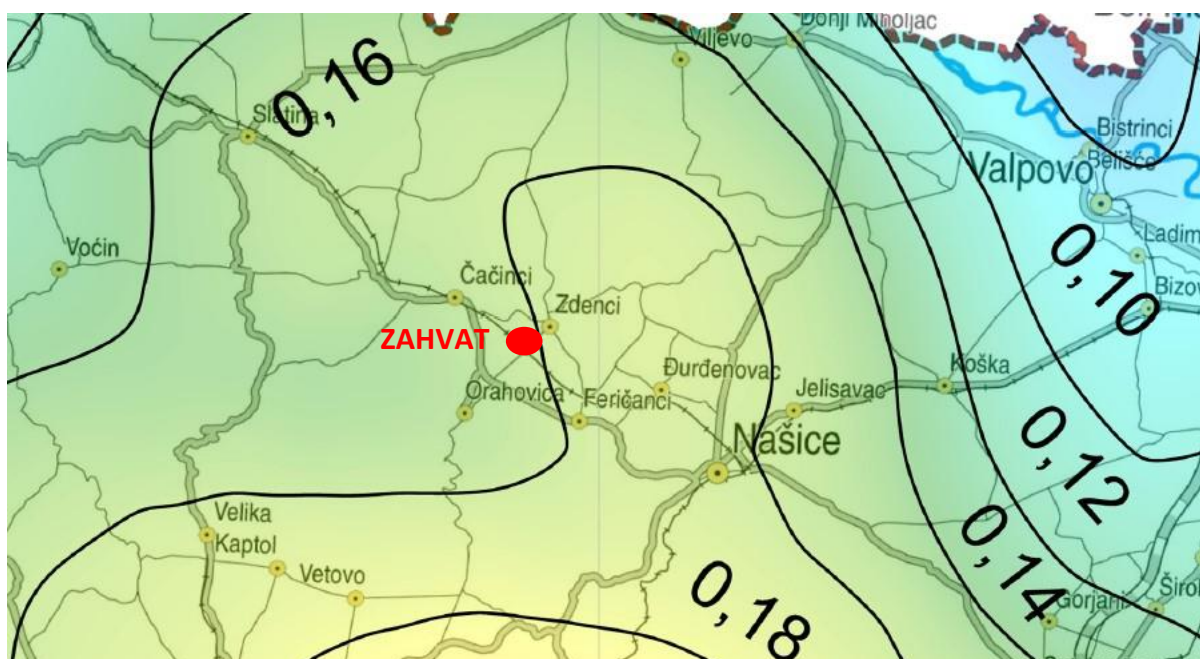 Donji Miholjac
Viljevo
0,16
Slatina
Bistrinci
Belišće
Valpovo
Ladim
Voćin
0,10
Bizov
Čačinci
Zdenci
ZAHVAT
Koška
Đurđenovac
Orahovica
Feričanci
Jelisavac
Našice
0,12
Velika
Kaptol
0,14
Vetovo
0,18
Gorjani
Širok